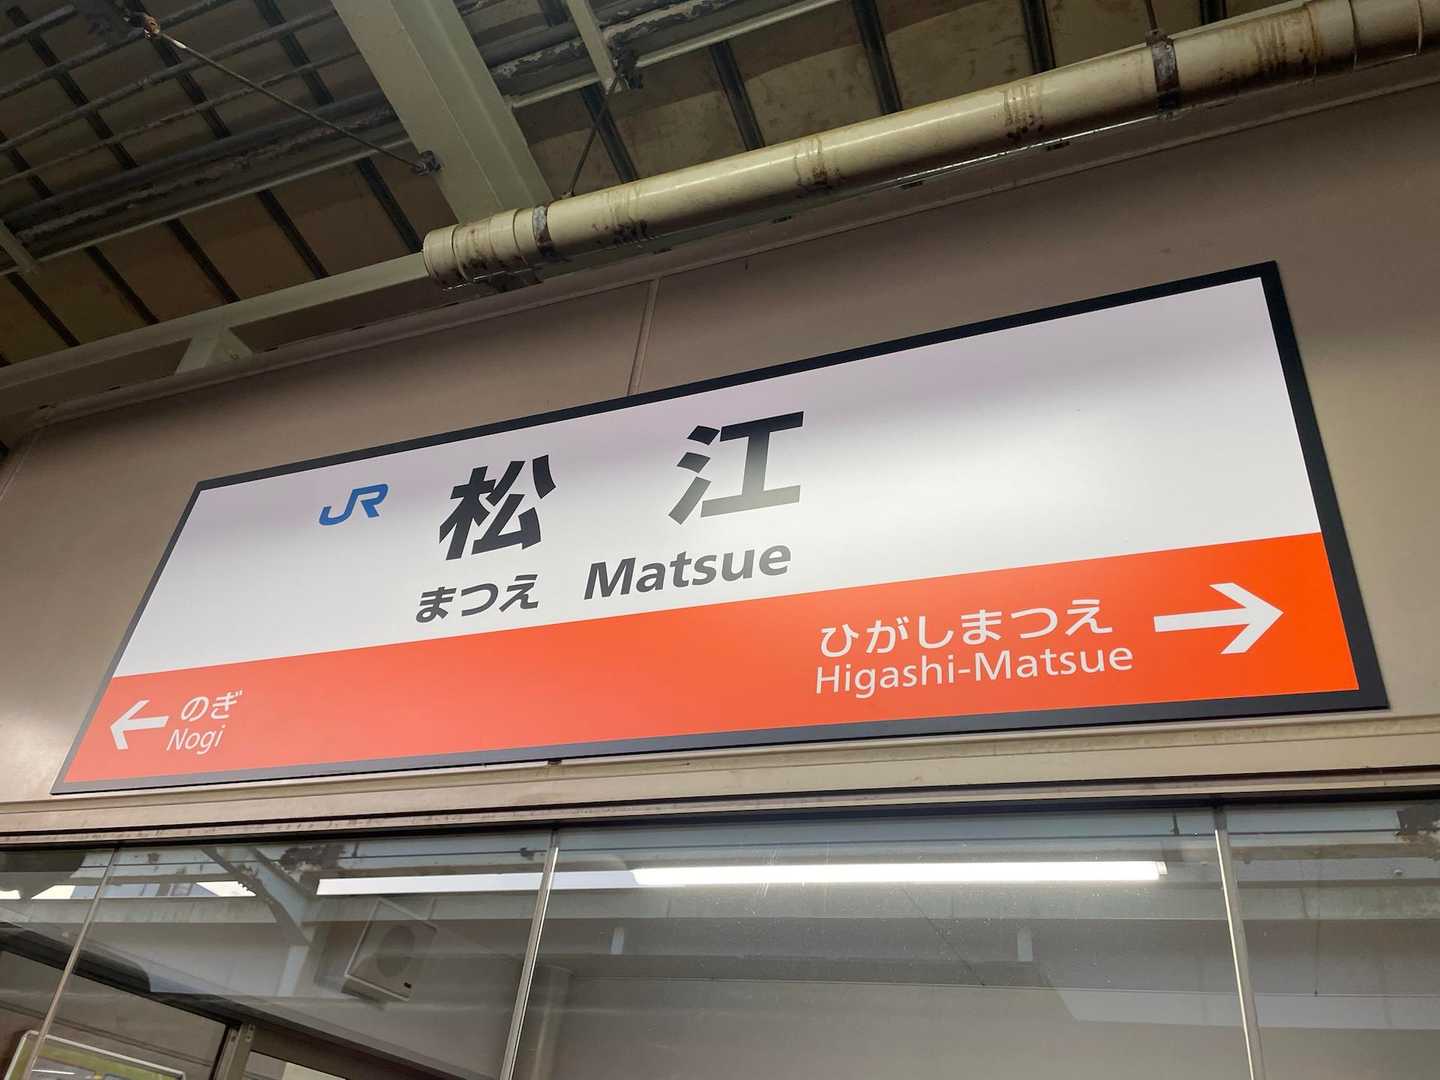 JR 松江
まつえ Matsue
ひがしまつえ →
Higashi-Matsue
← のぎ
Nogi